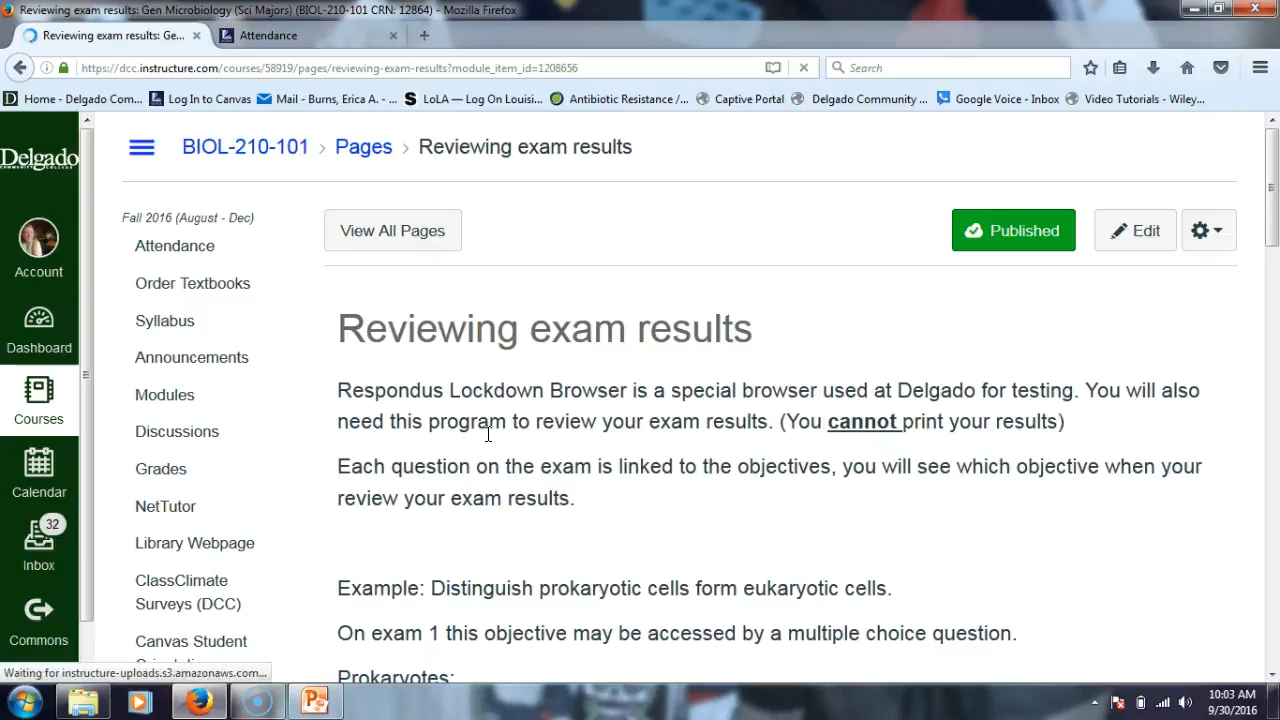 Reviewing exam results: Gen Microbiology (Sci Majors) (BIOL-210-101 CRN: 12864) - Mozilla Firefox
Reviewing exam results: Ge...
Attendance
https://dcc.instructure.com/courses/58919/pages/reviewing-exam-results?module_item_id=1208656
Search
Home - Delgado Com...
Log In to Canvas
Mail - Burns, Erica A. - ...
LoLA — Log On Louisi...
Antibiotic Resistance /...
Captive Portal
Delgado Community ...
Google Voice - Inbox
Video Tutorials - Wiley...
Delgado
Account
Dashboard
Courses
Calendar
32
Inbox
Commons
BIOL-210-101 › Pages › Reviewing exam results
Fall 2016 (August - Dec)
Attendance
Order Textbooks
Syllabus
Announcements
Modules
Discussions
Grades
NetTutor
Library Webpage
ClassClimate
Surveys (DCC)
Canvas Student
View All Pages
Published
Edit
Reviewing exam results
Respondus Lockdown Browser is a special browser used at Delgado for testing. You will also
need this program to review your exam results. (You cannot print your results)
Each question on the exam is linked to the objectives, you will see which objective when your
review your exam results.
Example: Distinguish prokaryotic cells form eukaryotic cells.
On exam 1 this objective may be accessed by a multiple choice question.
Prokaryotes:
Waiting for instructure-uploads.s3.amazonaws.com...
10:03 AM
9/30/2016